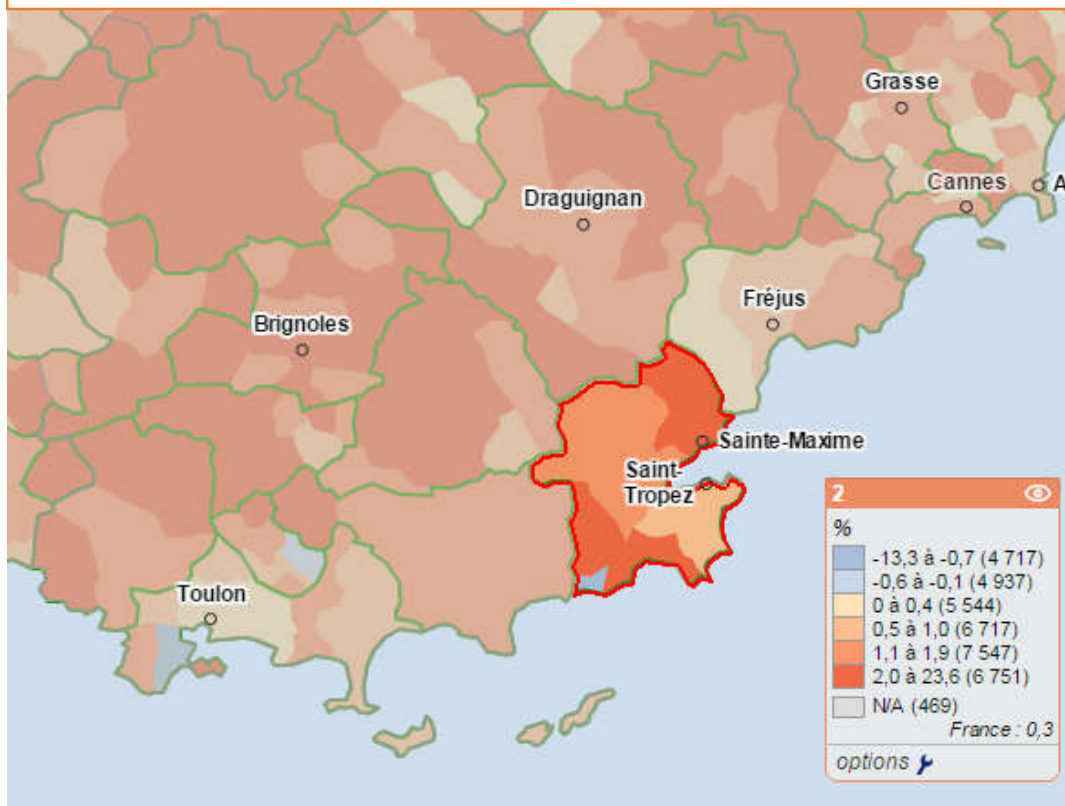 Grasse
Cannes
A
Draguignan
Fréjus
Brignoles
Sainte-Maxime
Saint-
Tropez
Toulon
2
%
-13,3 à -0,7 (4 717)
-0,6 à -0,1 (4 937)
0 à 0,4 (5 544)
0,5 à 1,0 (6 717)
1,1 à 1,9 (7 547)
2,0 à 23,6 (6 751)
N/A (469)
France : 0,3
options